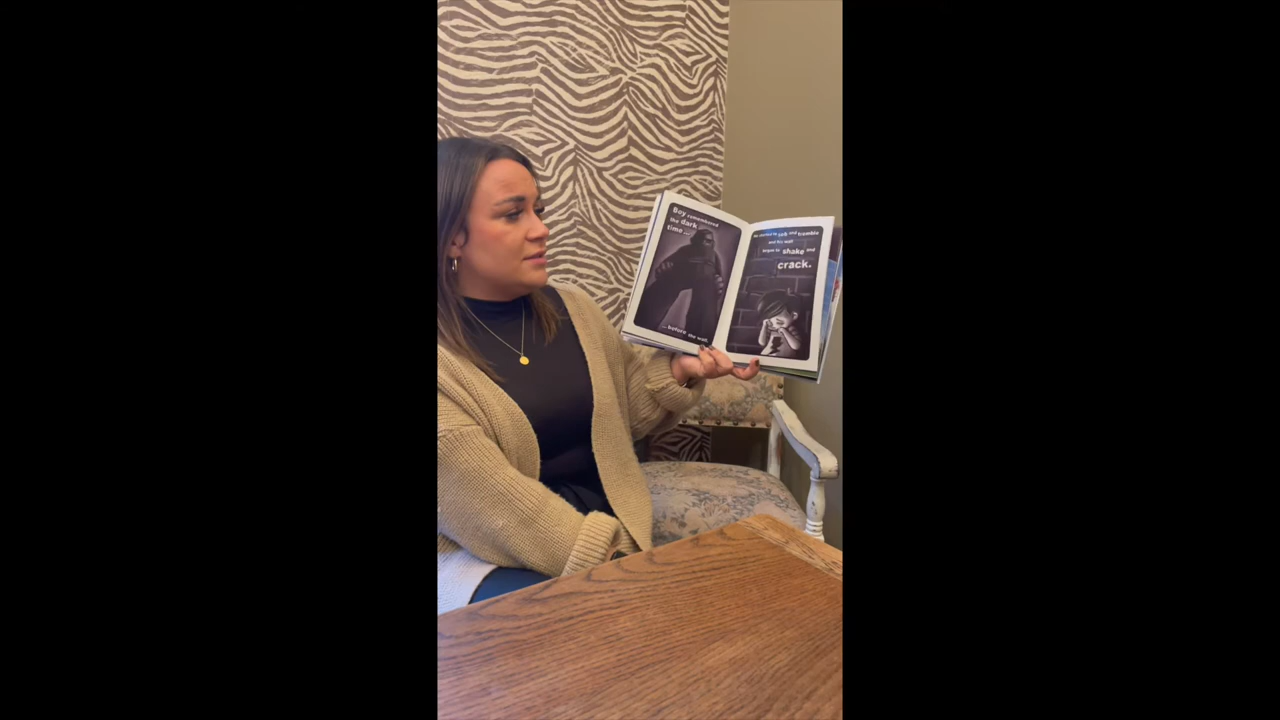 Boy remembered
the dark
time...
...before the wall.
He started to sob and tremble
and his wall
began to shake and
crack.